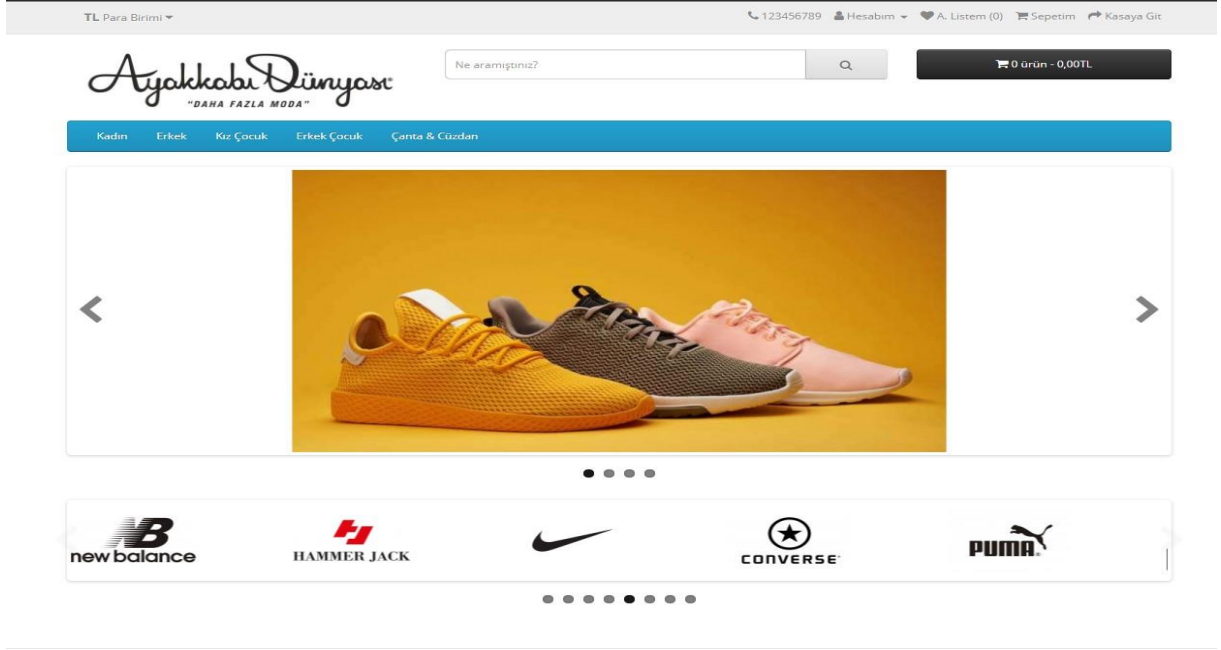 TL Para Birimi
123456789 Hesabım A. Listem (0) Sepetim Kasaya Git
Ayakkabı Dünyası
"DAHA FAZLA MODA"
Ne aramıştınız?
0 ürün - 0,00TL
Kadın Erkek Kız Çocuk Erkek Çocuk Çanta & Cüzdan
new balance
HAMMER JACK
CONVERSE
PUMA